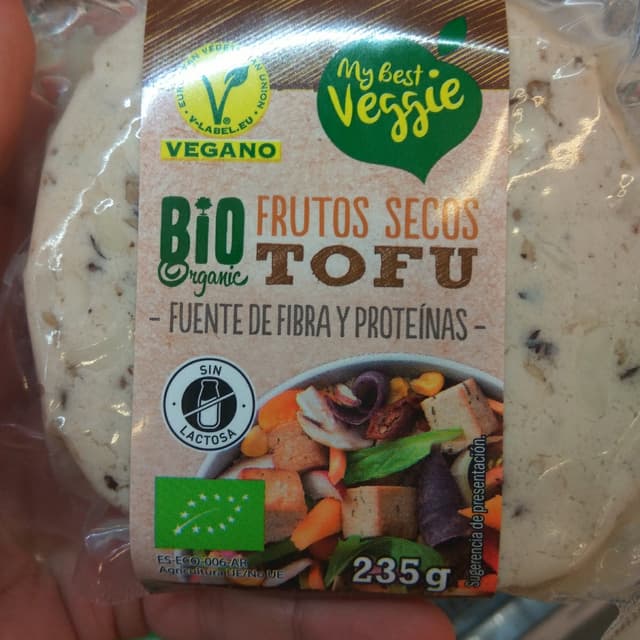 EUROPEAN VEGETARIAN UNION
V-LABEL.EU
VEGANO
My Best
Veggie
BiO
Organic
FRUTOS SECOS
TOFU
- FUENTE DE FIBRA Y PROTEÍNAS -
SIN
LACTOSA
ES-ECO-006-AR
Agricultura UE/No UE
235 g
sugerencia de presentación.